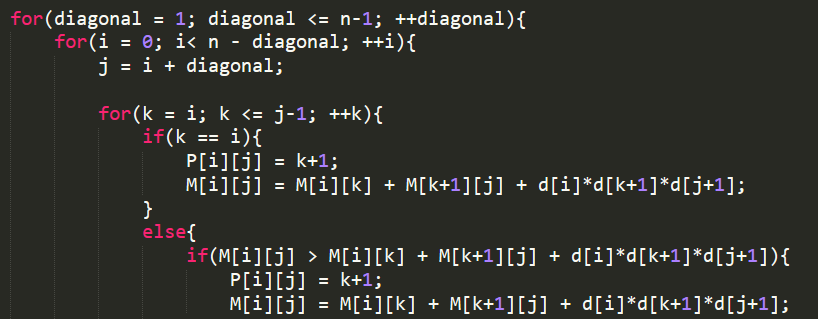 for(diagonal = 1; diagonal <= n-1; ++diagonal){
    for(i = 0; i< n - diagonal; ++i){
        j = i + diagonal;

        for(k = i; k <= j-1; ++k){
            if(k == i){
                P[i][j] = k+1;
                M[i][j] = M[i][k] + M[k+1][j] + d[i]*d[k+1]*d[j+1];
            }
            else{
                if(M[i][j] > M[i][k] + M[k+1][j] + d[i]*d[k+1]*d[j+1]){
                    P[i][j] = k+1;
                    M[i][j] = M[i][k] + M[k+1][j] + d[i]*d[k+1]*d[j+1];